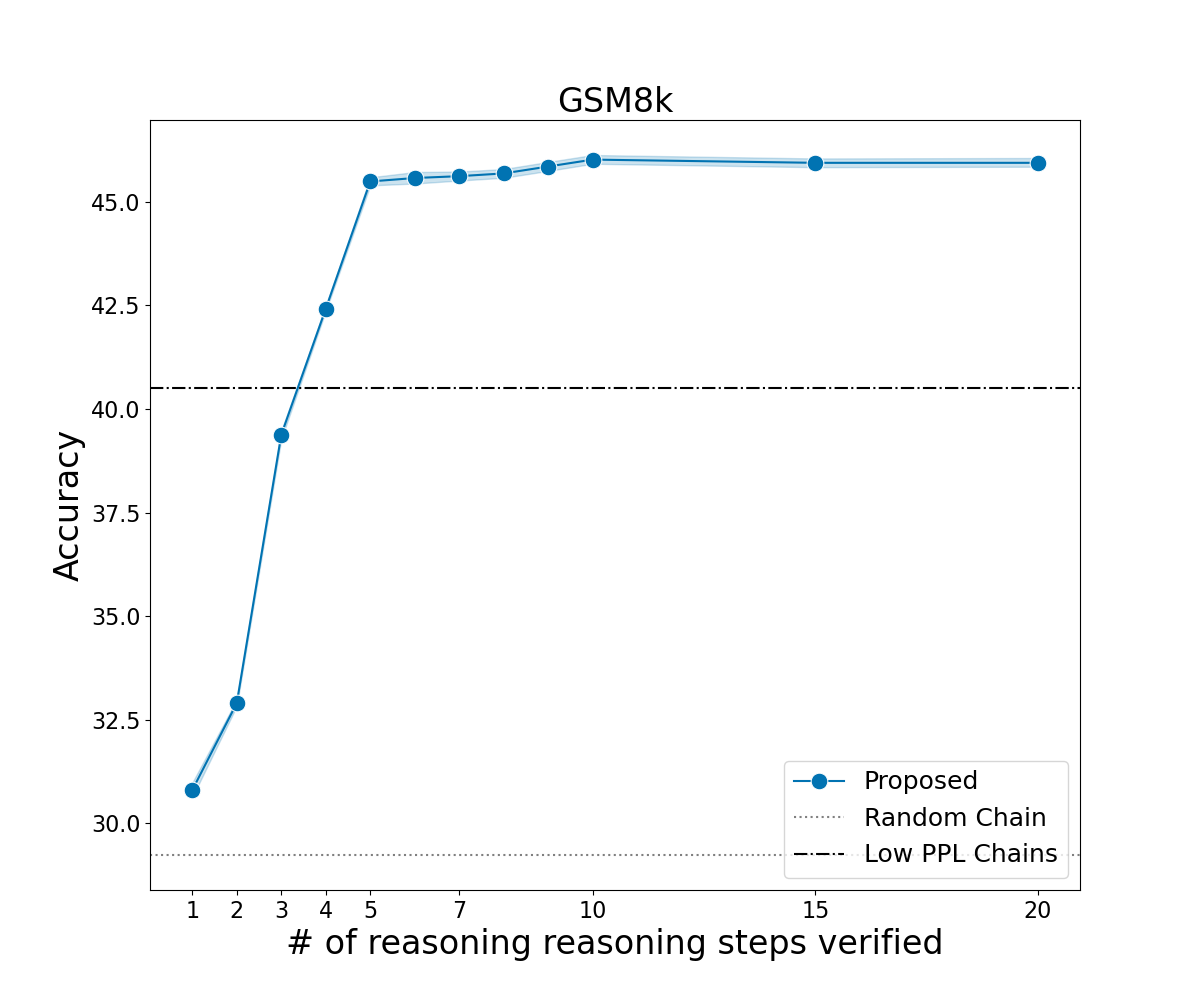 GSM8k
Accuracy
45.0
42.5
40.0
37.5
35.0
32.5
30.0
Proposed
Random Chain
Low PPL Chains
1 2 3 4 5 7 10 15 20
# of reasoning reasoning steps verified